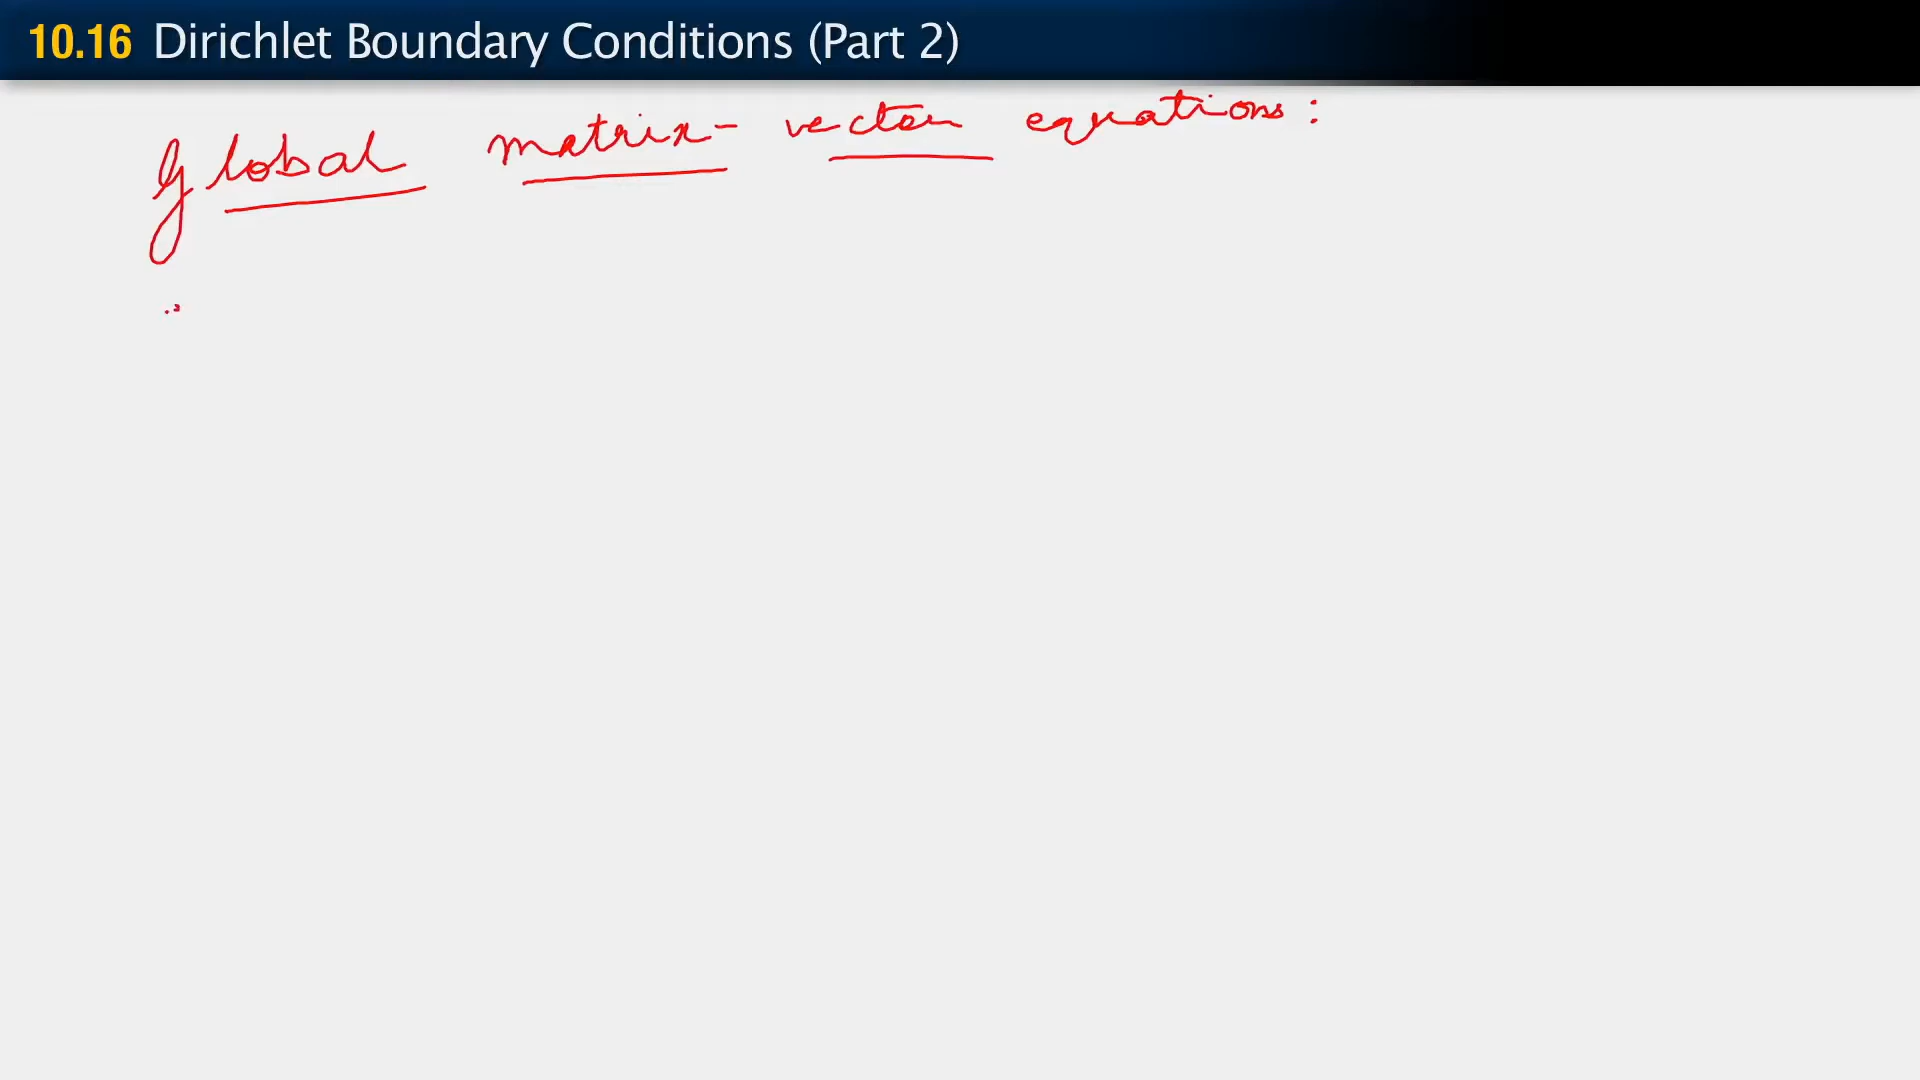 10.16 Dirichlet Boundary Conditions (Part 2)
Global matrix-vector equations: